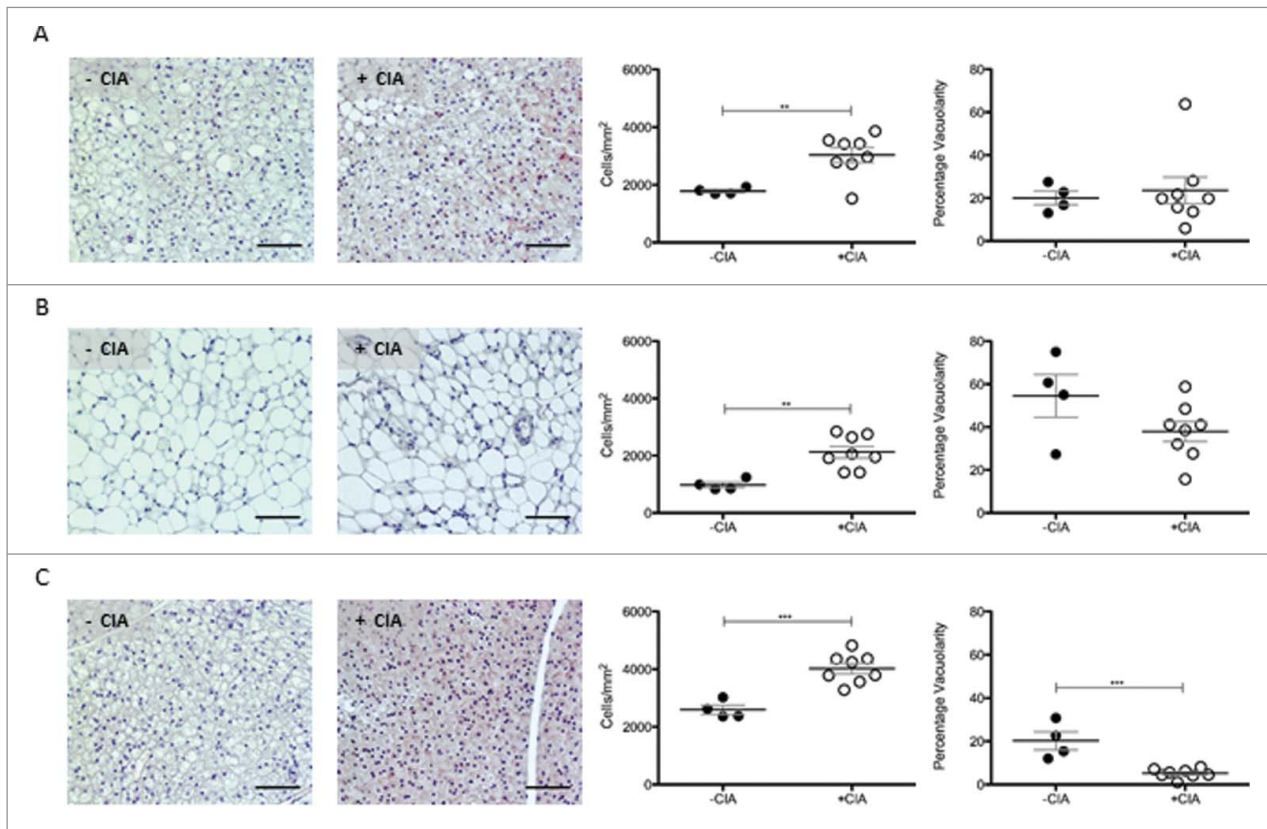 A
- CIA
+ CIA
Cells/mm²
6000
4000
2000
0
**
-CIA
+CIA
Percentage Vacuolarity
80
60
40
20
0
-CIA
+CIA
B
- CIA
+ CIA
Cells/mm²
6000
4000
2000
0
**
-CIA
+CIA
Percentage Vacuolarity
80
60
40
20
0
-CIA
+CIA
C
- CIA
+ CIA
Cells/mm²
6000
4000
2000
0
***
-CIA
+CIA
Percentage Vacuolarity
80
60
40
20
0
***
-CIA
+CIA